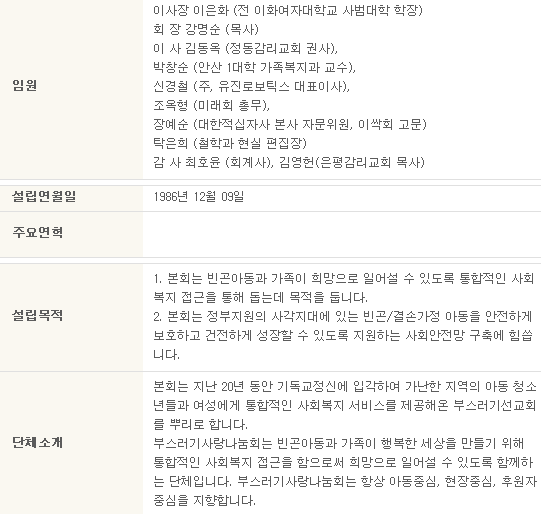 임원
이사장 이은화 (전 이화여자대학교 사범대학 학장)
회 장 강명순 (목사)
이 사 김동옥 (정동감리교회 권사),
박창순 (안산 1대학 가족복지과 교수),
신경철 (주, 유진로보틱스 대표이사),
조옥형 (미래회 총무),
장예순 (대한적십자사 본사 자문위원, 이싹회 고문)
탁은희 (철학과 현실 편집장)
감 사 최호윤 (회계사), 김영헌(은평감리교회 목사)
설립연월일
1986년 12월 09일
주요연혁
설립목적
1. 본회는 빈곤아동과 가족이 희망으로 일어설 수 있도록 통합적인 사회
복지 접근을 통해 돕는데 목적을 둡니다.
2. 본회는 정부지원의 사각지대에 있는 빈곤/결손가정 아동을 안전하게
보호하고 건전하게 성장할 수 있도록 지원하는 사회안전망 구축에 힘씁
니다.
단체소개
본회는 지난 20년 동안 기독교정신에 입각하여 가난한 지역의 아동 청소
년들과 여성에게 통합적인 사회복지 서비스를 제공해온 부스러기선교회
를 뿌리로 합니다.
부스러기사랑나눔회는 빈곤아동과 가족이 행복한 세상을 만들기 위해
통합적인 사회복지 접근을 함으로써 희망으로 일어설 수 있도록 함께하
는 단체입니다. 부스러기사랑나눔회는 항상 아동중심, 현장중심, 후원자
중심을 지향합니다.